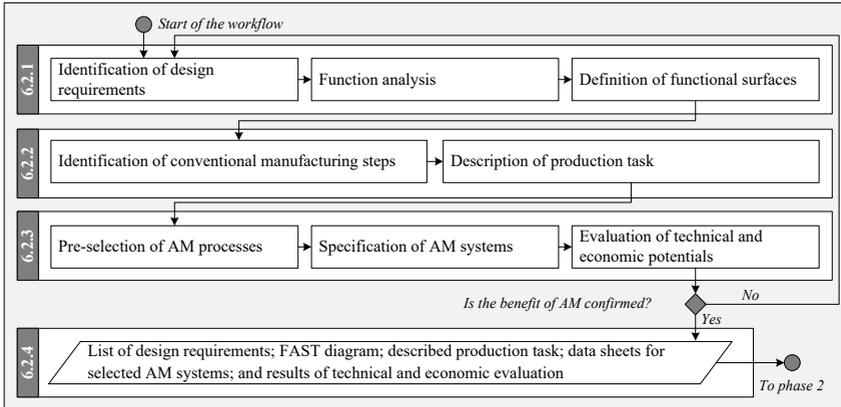 Start of the workflow
6.2.1
Identification of design
requirements
Function analysis
Definition of functional surfaces
6.2.2
Identification of conventional manufacturing steps
Description of production task
6.2.3
Pre-selection of AM processes
Specification of AM systems
Evaluation of technical and
economic potentials
Is the benefit of AM confirmed?
No
Yes
6.2.4
List of design requirements; FAST diagram; described production task; data sheets for
selected AM systems; and results of technical and economic evaluation
To phase 2